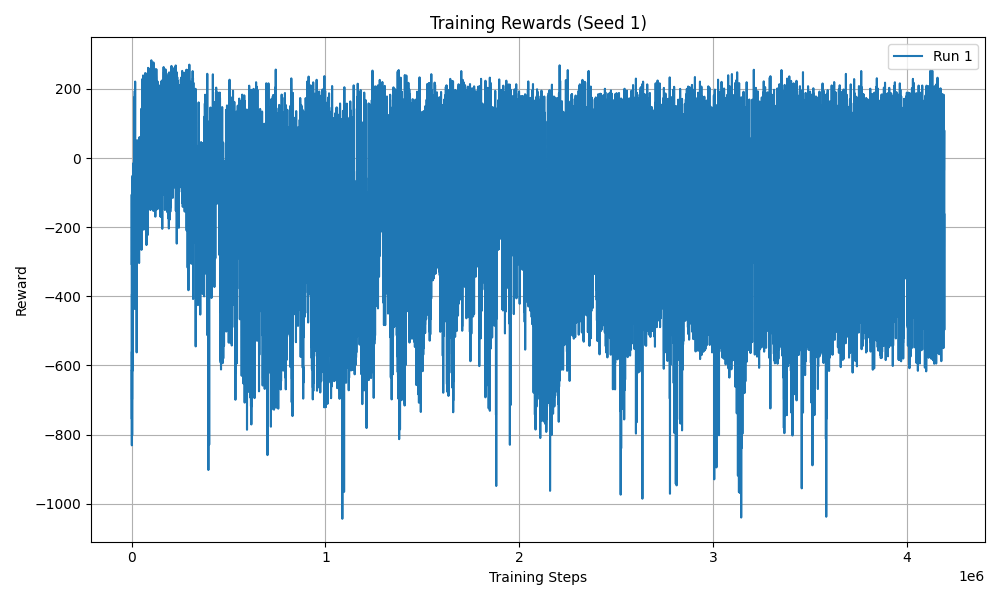 Training Rewards (Seed 1)
Run 1
200
0
−200
−400
−600
−800
−1000
Reward
0
1
2
3
4
1e6
Training Steps